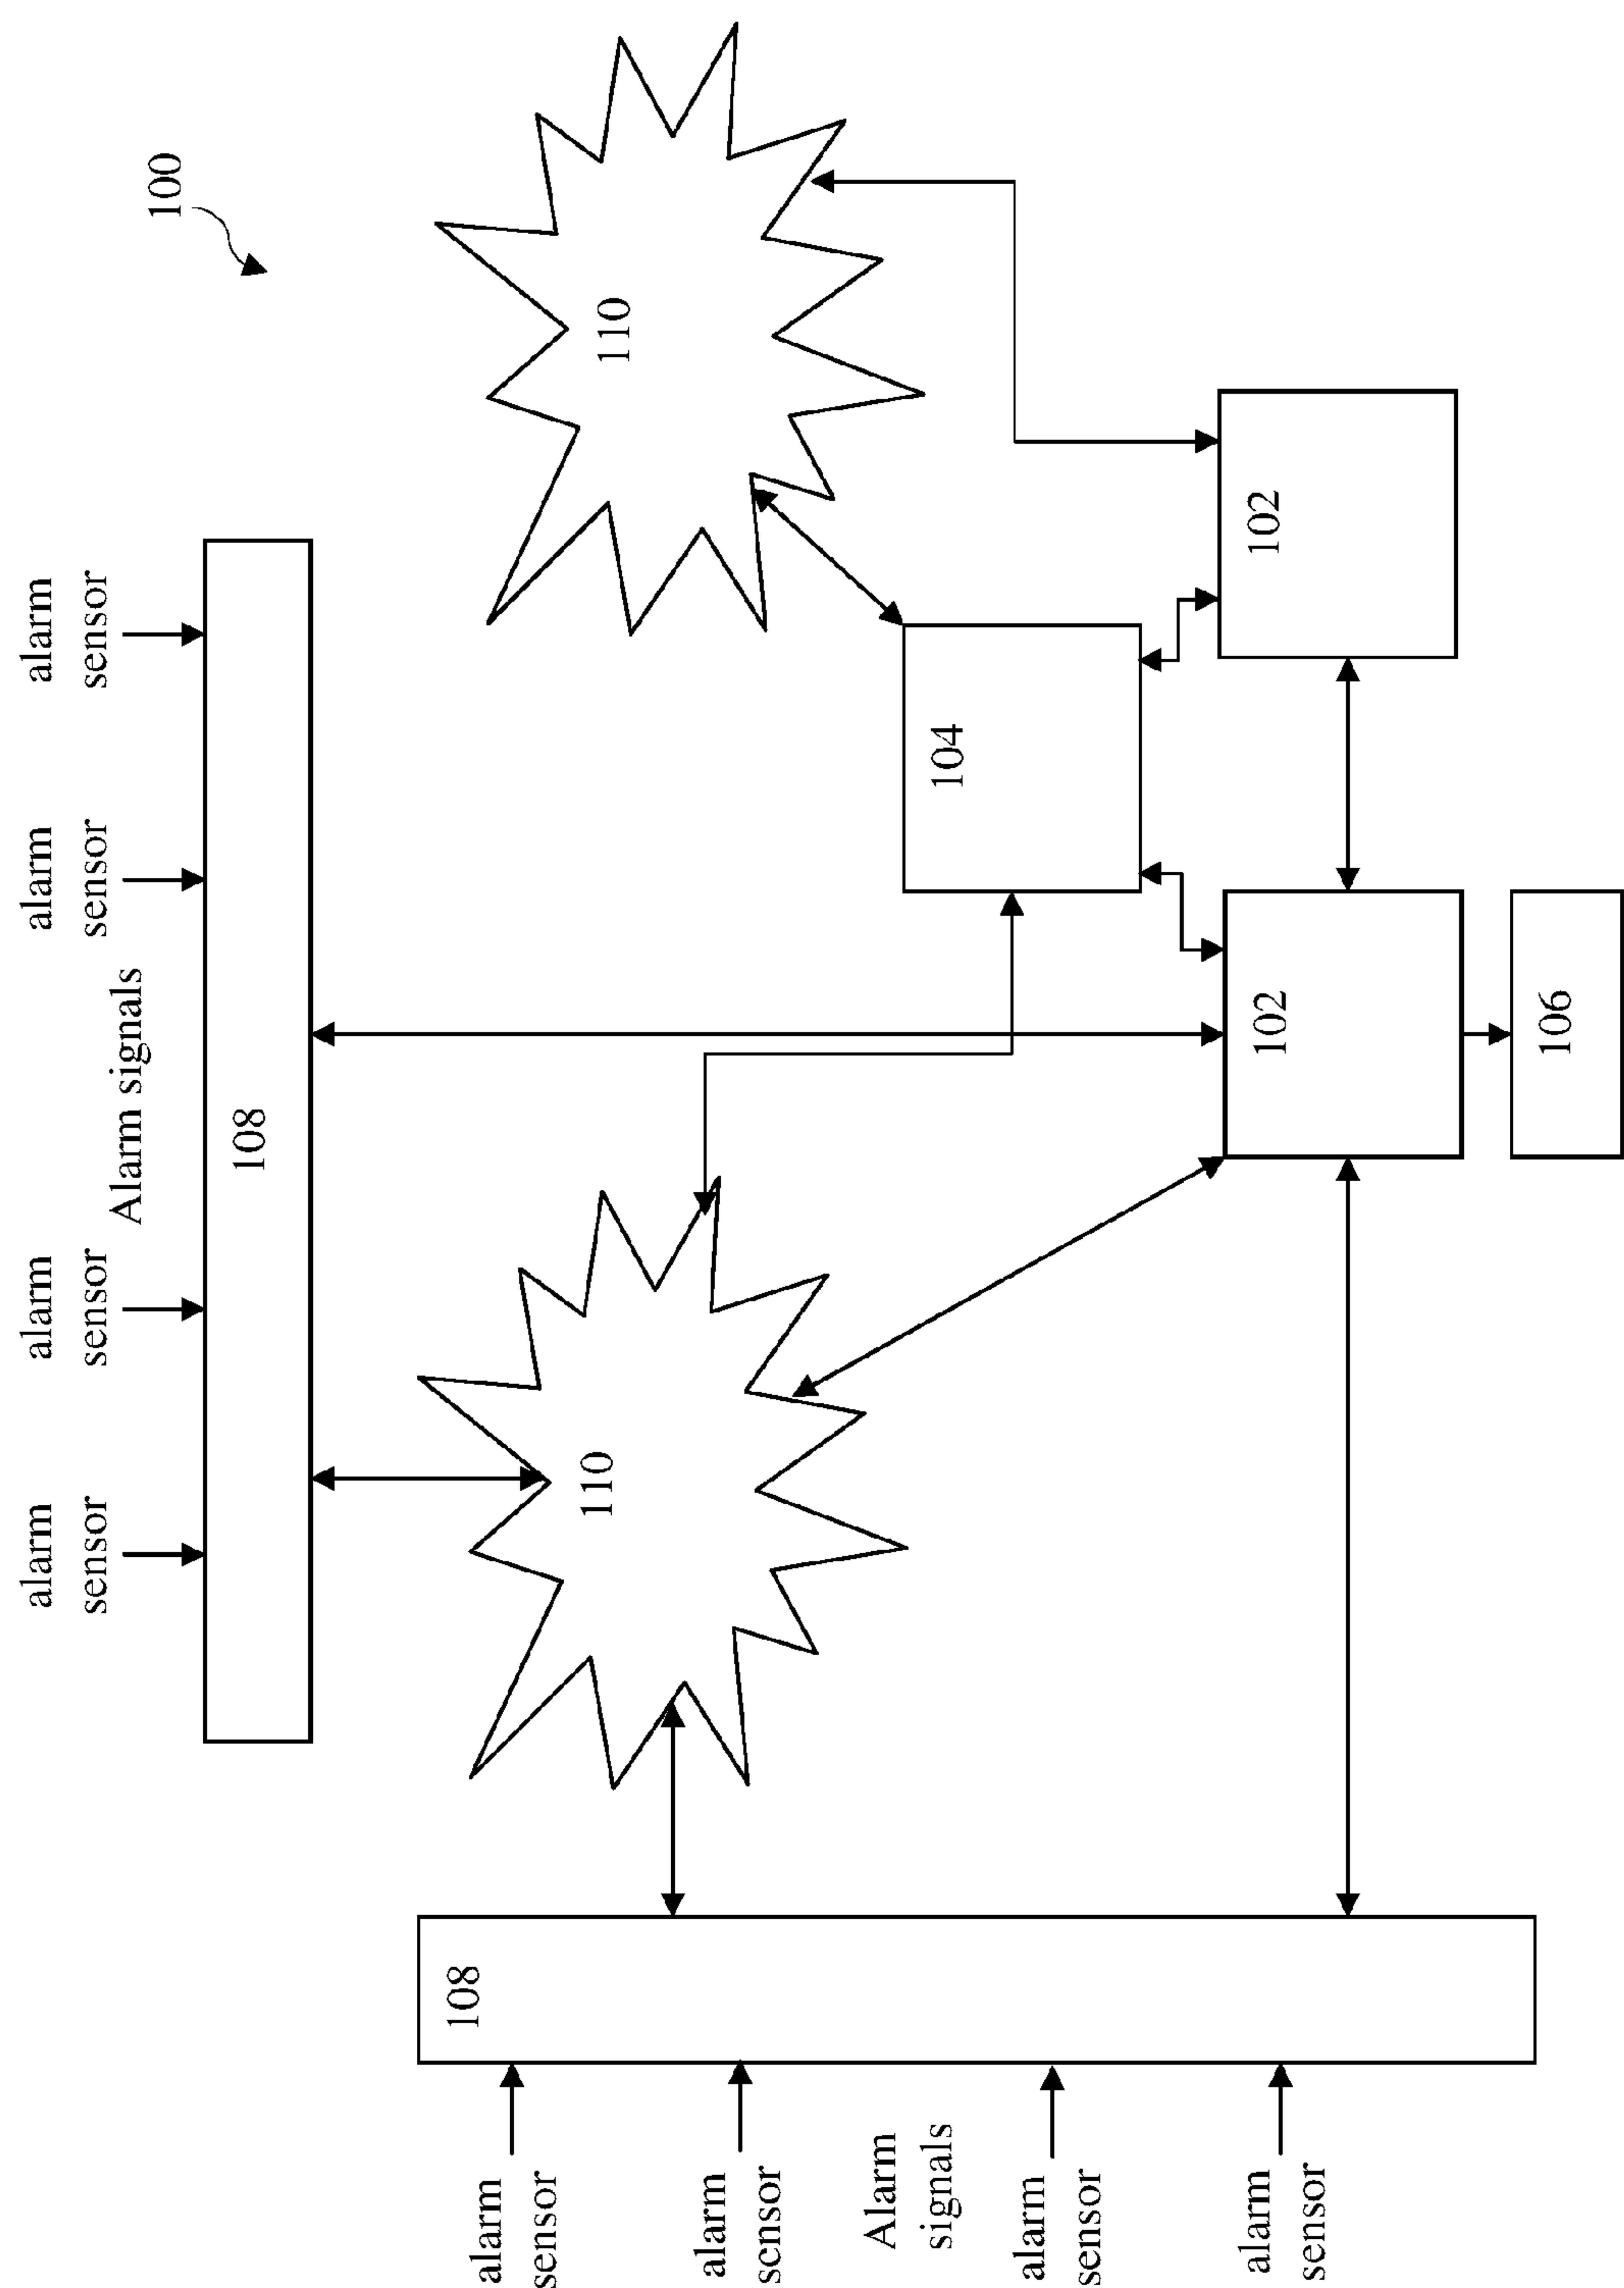 alarm
sensor
alarm
sensor
Alarm signals
alarm
sensor
alarm
sensor
100
108
108
alarm
sensor
110
110
alarm
scnsor
Alarm
signals
104
alarm
sensor
alarm
sensor
102
102
106